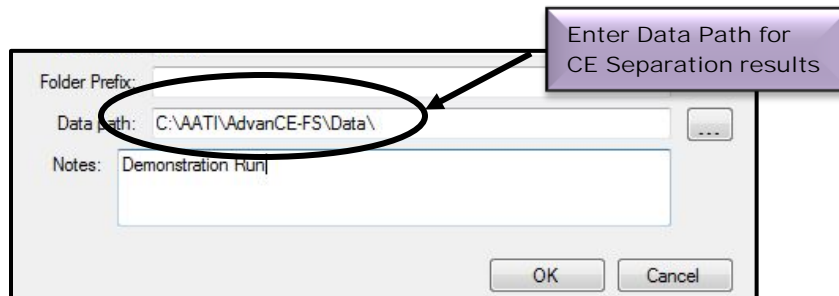 Enter Data Path for
CE Separation results
Folder Prefix:
Data path: C:\AATI\AdvanCE-FS\Data\
...
Notes: Demonstration Run
OK Cancel